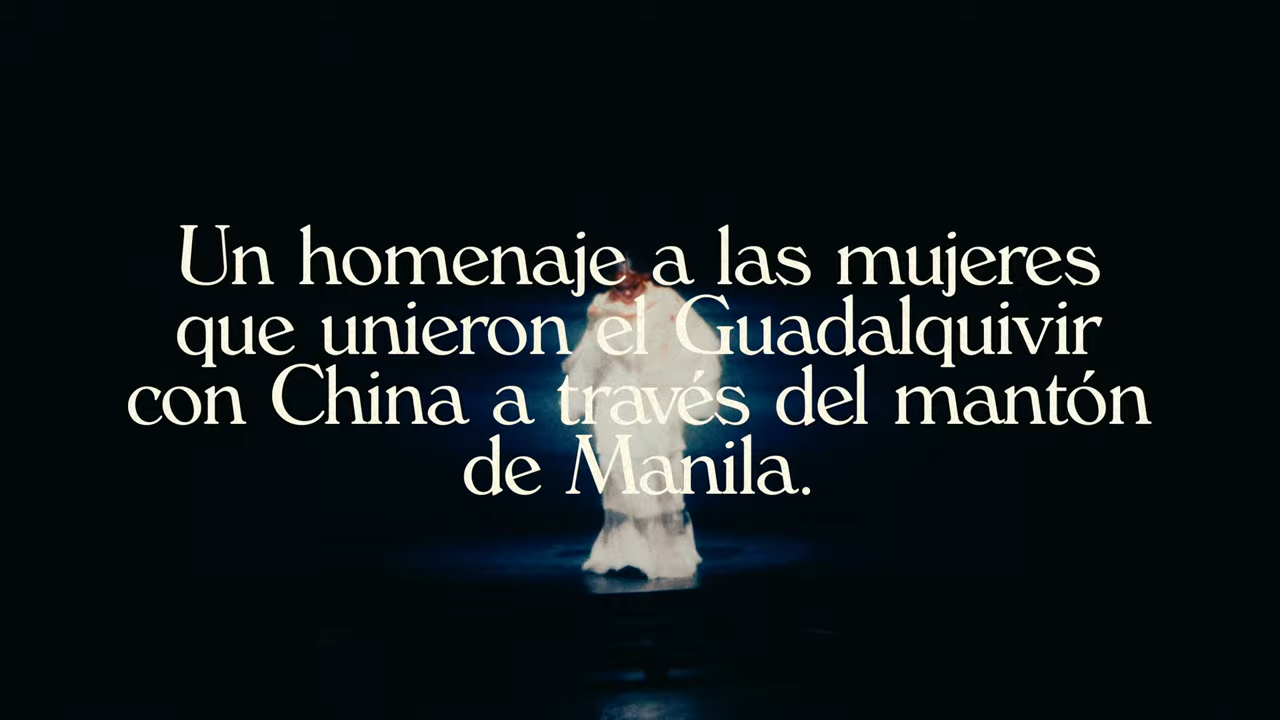 Un homenaje a las mujeres
que unieron el Guadalquivir
con China a través del mantón
de Manila.